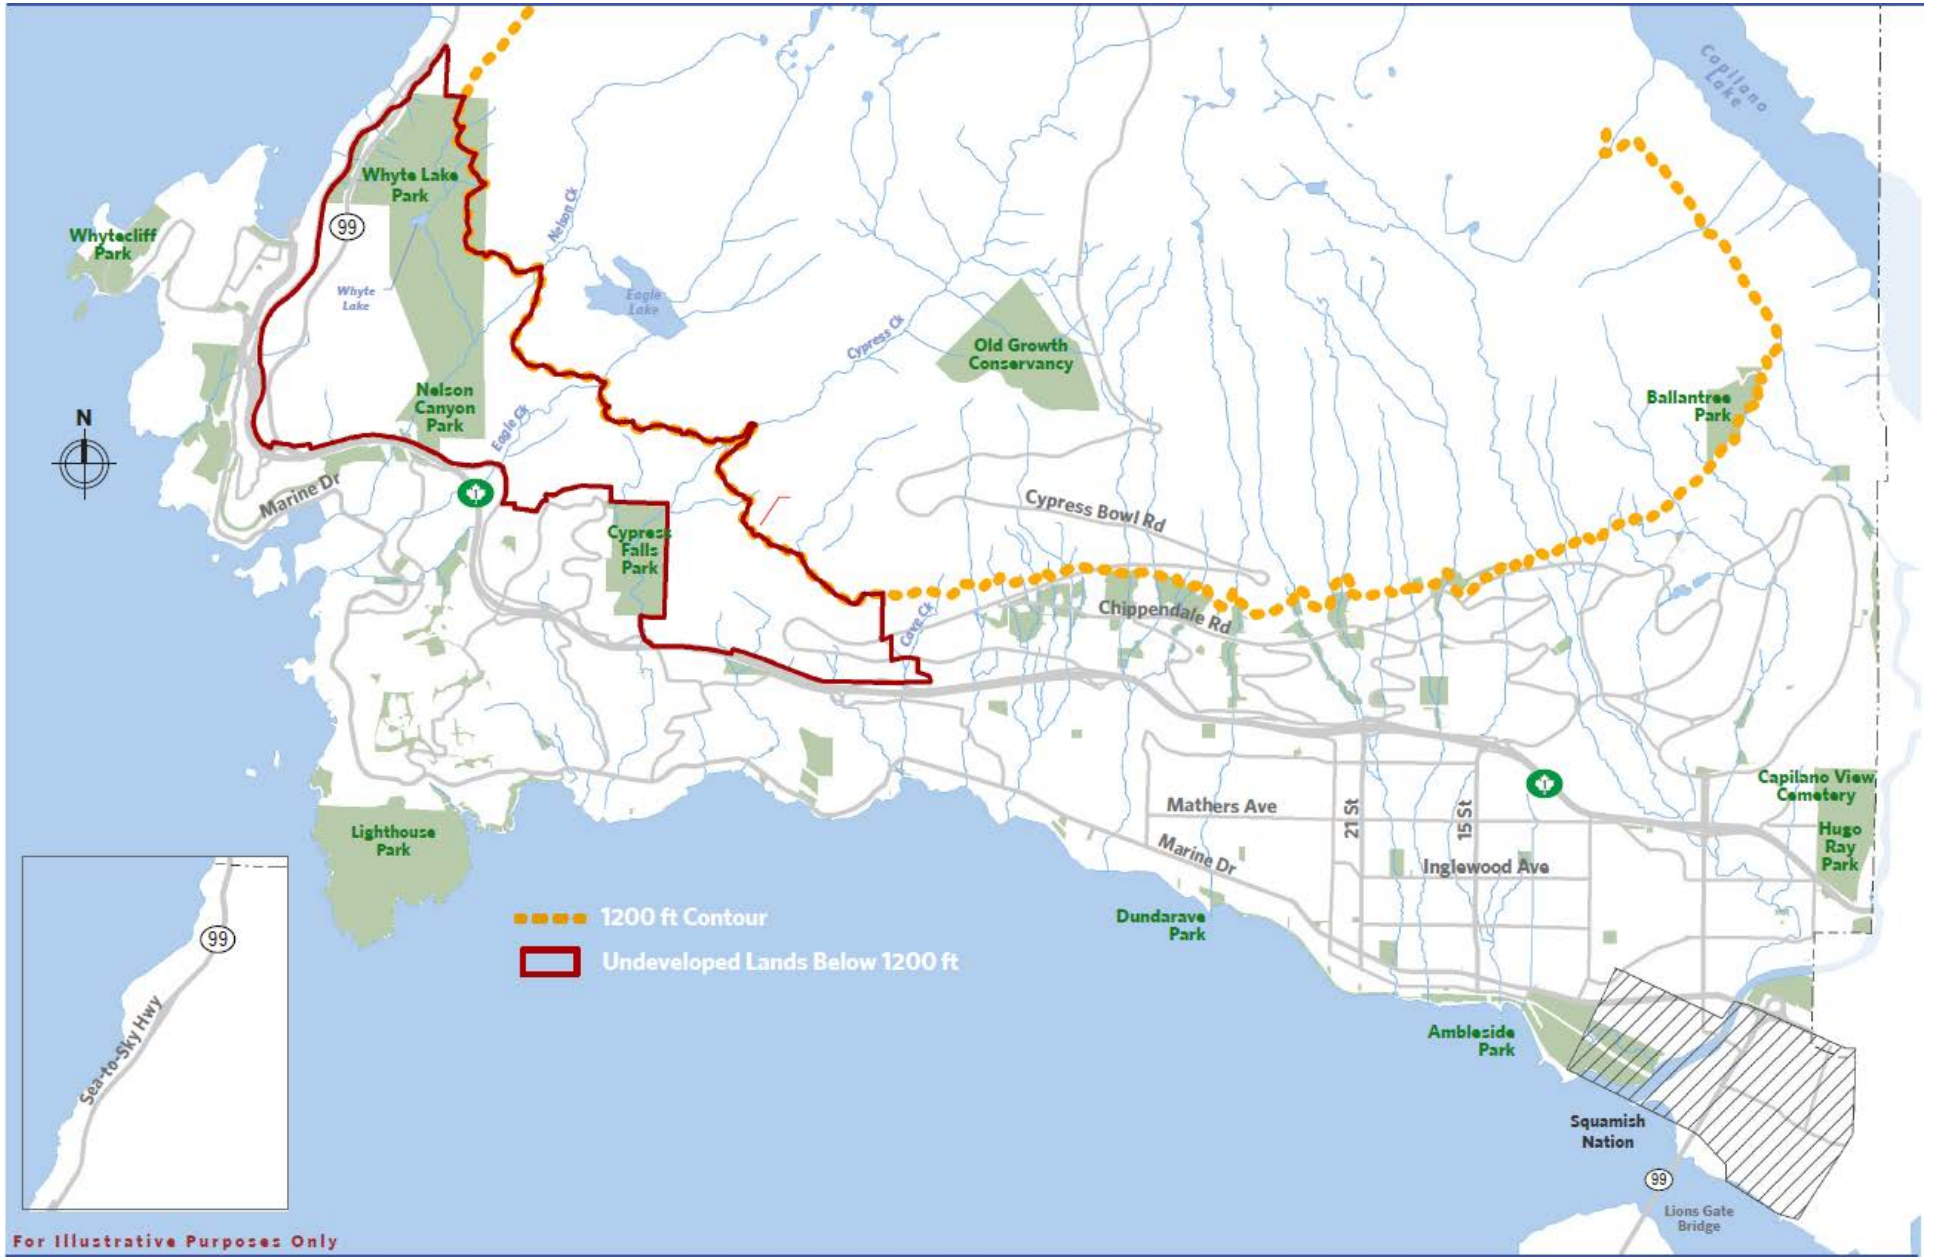 Capilano
Lake
Whyte Lake
Park
99
Nelson Ck
Whytecliff
Park
Whyte
Lake
Eagle
Lake
Cypress Ck
Old Growth
Conservancy
Nelson
Canyon
Park
Ballantree
Park
N
Eagle Ck
Marine Dr
1
Cypress Bowl Rd
Cypress
Falls
Park
Cave Ck
Chippendale Rd
Capilano View
Cemetery
1
Mathers Ave
21 St
15 St
Hugo
Ray
Park
Lighthouse
Park
Marine Dr
Inglewood Ave
1200 ft Contour
Dundarave
Park
99
Undeveloped Lands Below 1200 ft
Sea-to-Sky Hwy
Ambleside
Park
Squamish
Nation
99
Lions Gate
Bridge
For Illustrative Purposes Only